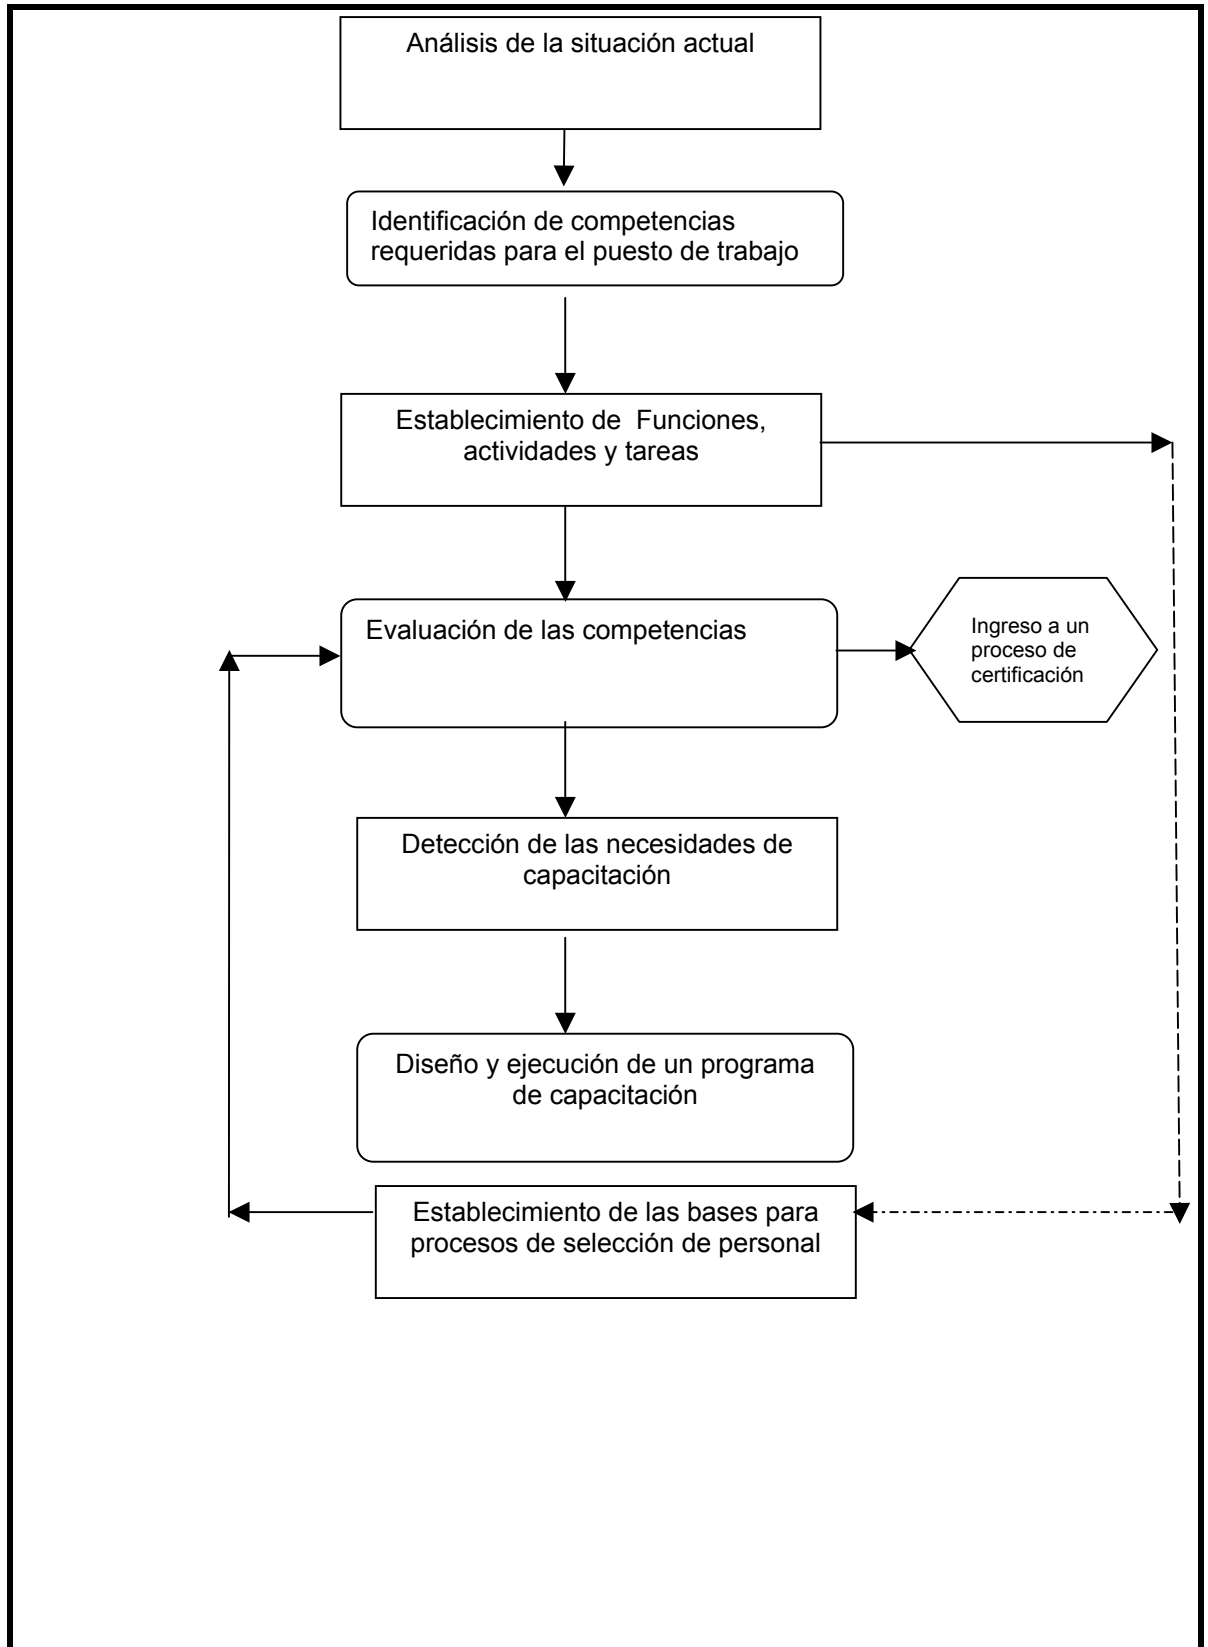 Análisis de la situación actual
Identificación de competencias
requeridas para el puesto de trabajo
Establecimiento de  Funciones,
actividades y tareas
Evaluación de las competencias
Ingreso a un
proceso de
certificación
Detección de las necesidades de
capacitación
Diseño y ejecución de un programa
de capacitación
Establecimiento de las bases para
procesos de selección de personal